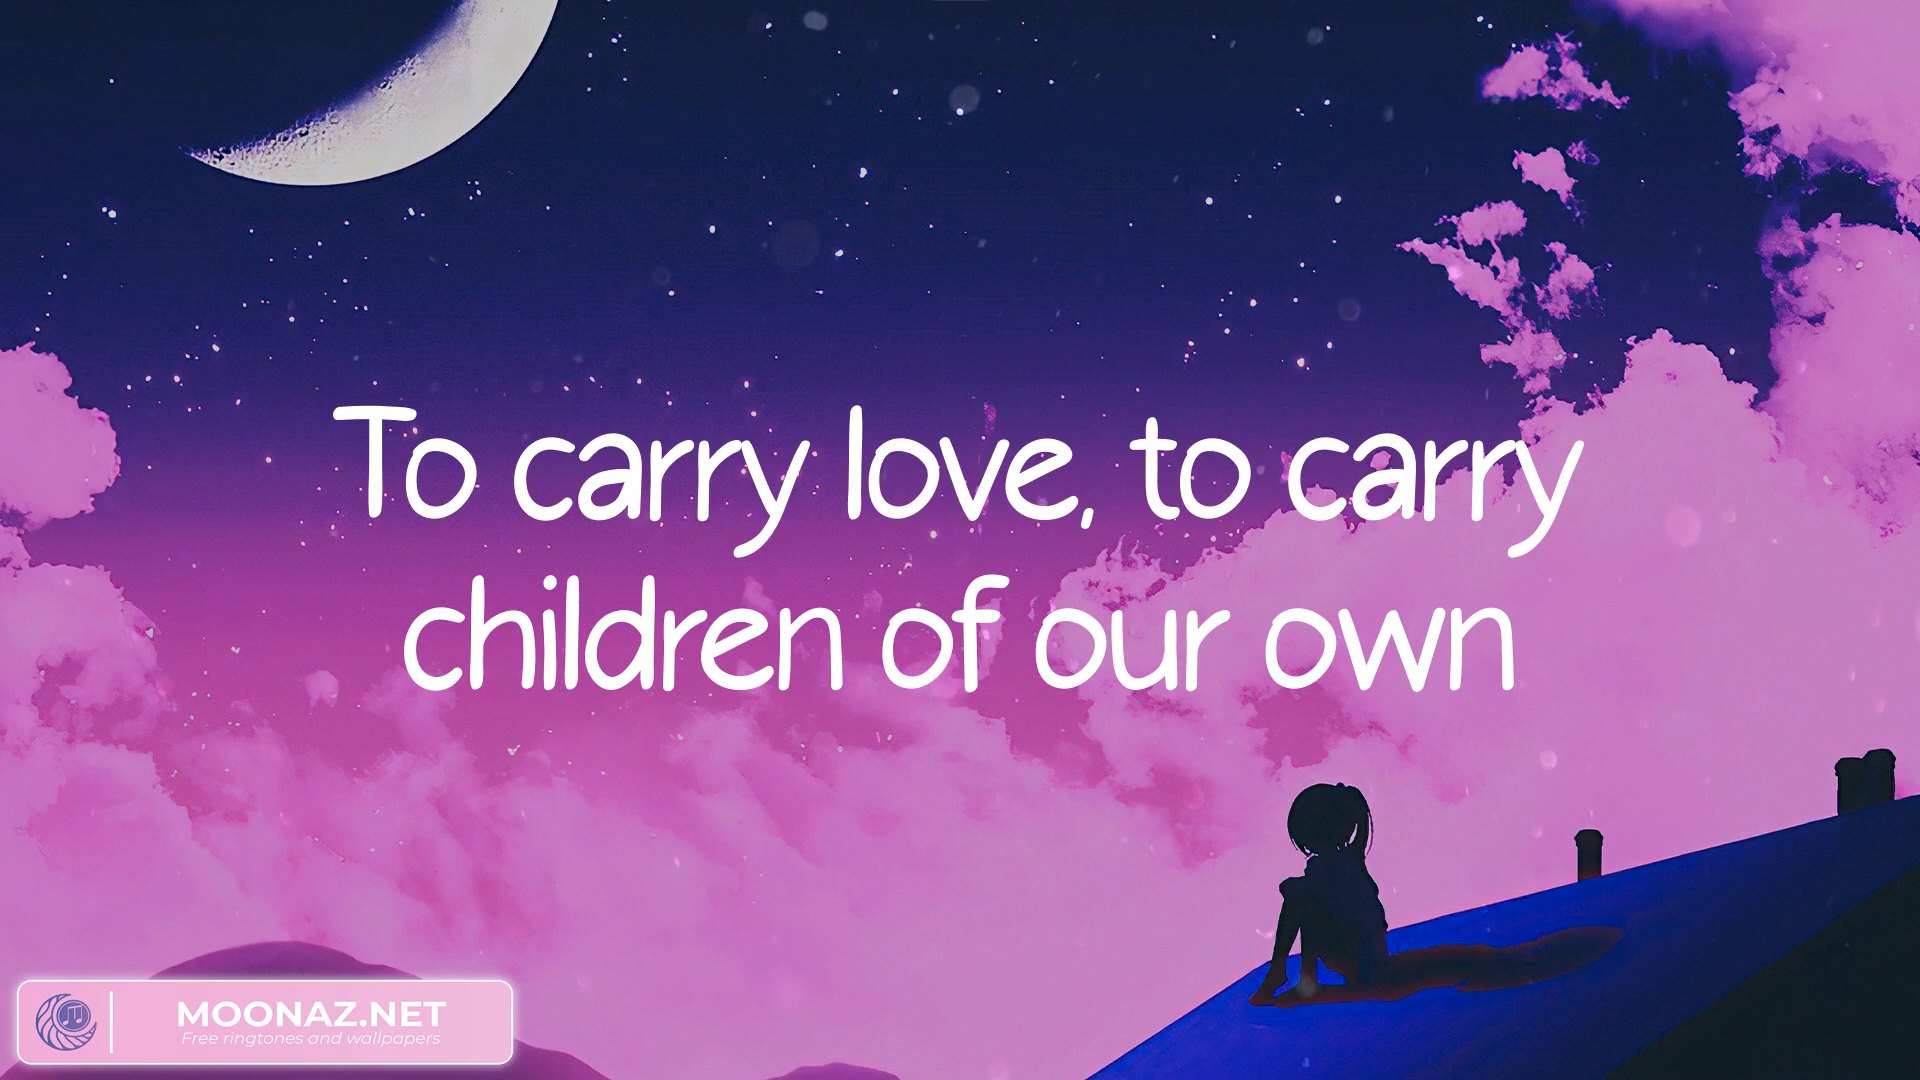 To carry love, to carry
children of our own
MOONAZ.NET
Free ringtones and wallpapers